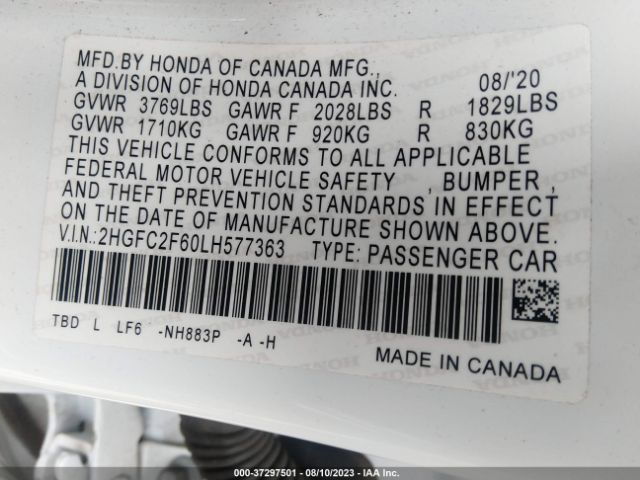 MFD.BY HONDA OF CANADA MFG.,
A DIVISION OF HONDA CANADA INC. 08/'20
GVWR 3769LBS GAWR F 2028LBS R 1829LBS
GVWR 1710KG GAWR F 920KG R 830KG
THIS VEHICLE CONFORMS TO ALL APPLICABLE
FEDERAL MOTOR VEHICLE SAFETY , BUMPER ,
AND THEFT PREVENTION STANDARDS IN EFFECT
ON THE DATE OF MANUFACTURE SHOWN ABOVE.
V.I.N.:2HGFC2F60LH577363 TYPE: PASSENGER CAR
TBD L LF6 -NH883P -A -H
MADE IN CANADA
000-37297501 - 08/10/2023 - IAA Inc.